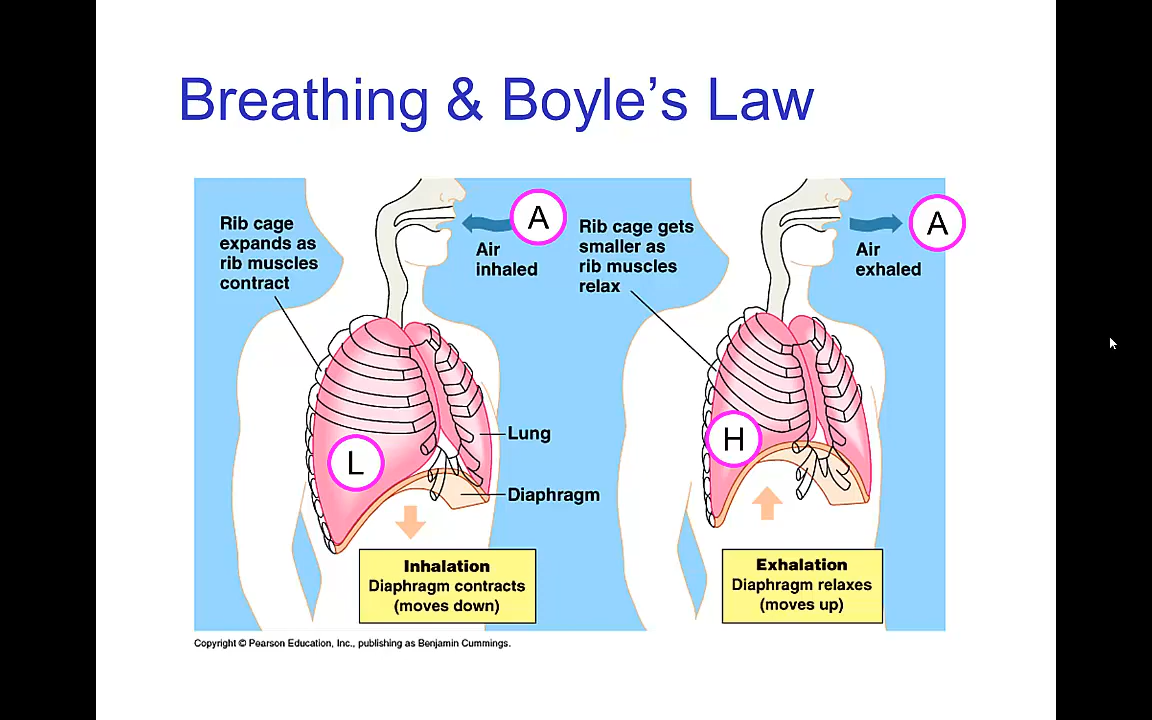 Breathing & Boyle's Law
Rib cage
expands as
rib muscles
contract
A
Air
inhaled
Rib cage gets
smaller as
rib muscles
relax
A
Air
exhaled
Lung
L
H
Diaphragm
Inhalation
Diaphragm contracts
(moves down)
Exhalation
Diaphragm relaxes
(moves up)
Copyright © Pearson Education, Inc., publishing as Benjamin Cummings.